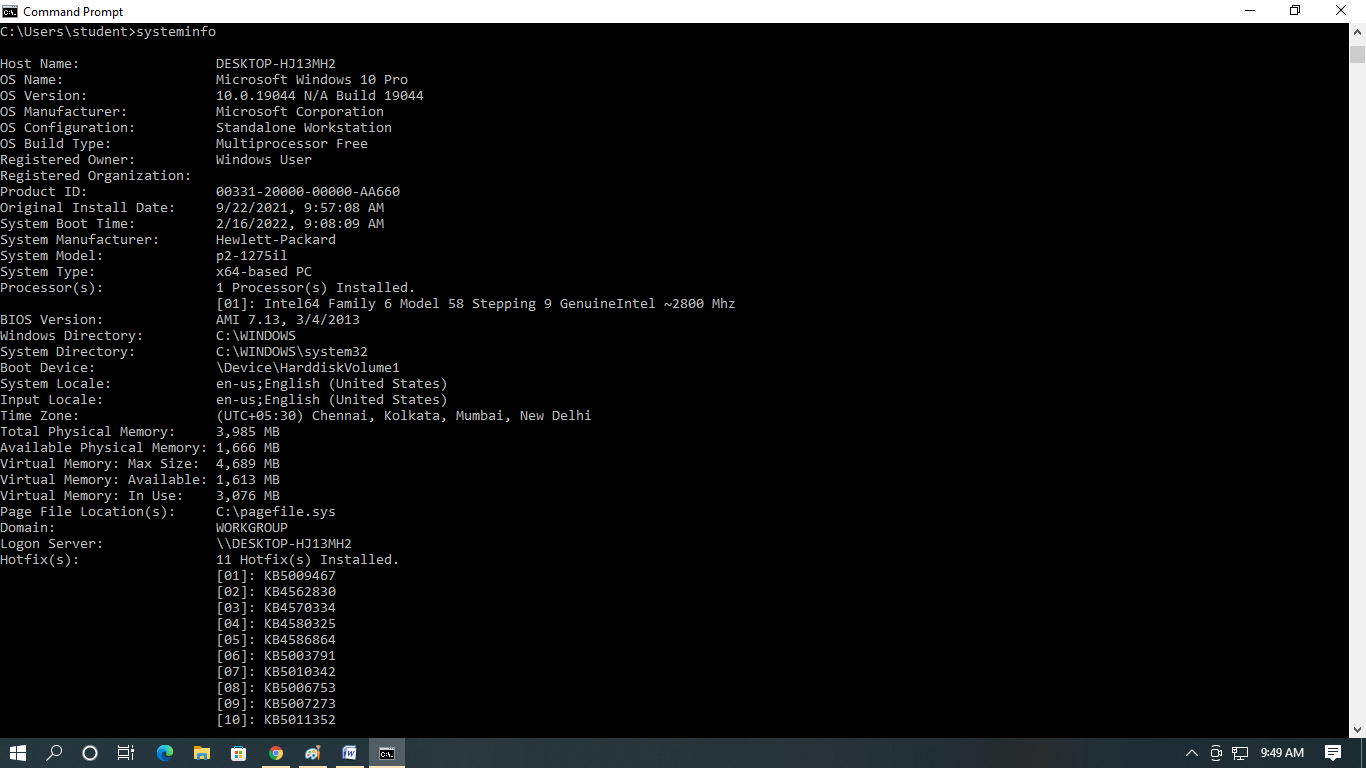 Command Prompt
C:\Users\student>systeminfo
Host Name: DESKTOP-HJ13MH2
OS Name: Microsoft Windows 10 Pro
OS Version: 10.0.19044 N/A Build 19044
OS Manufacturer: Microsoft Corporation
OS Configuration: Standalone Workstation
OS Build Type: Multiprocessor Free
Registered Owner: Windows User
Registered Organization:
Product ID: 00331-20000-00000-AA660
Original Install Date: 9/22/2021, 9:57:08 AM
System Boot Time: 2/16/2022, 9:08:09 AM
System Manufacturer: Hewlett-Packard
System Model: p2-1275il
System Type: x64-based PC
Processor(s): 1 Processor(s) Installed.
[01]: Intel64 Family 6 Model 58 Stepping 9 GenuineIntel ~2800 Mhz
BIOS Version: AMI 7.13, 3/4/2013
Windows Directory: C:\WINDOWS
System Directory: C:\WINDOWS\system32
Boot Device: \Device\HarddiskVolume1
System Locale: en-us;English (United States)
Input Locale: en-us;English (United States)
Time Zone: (UTC+05:30) Chennai, Kolkata, Mumbai, New Delhi
Total Physical Memory: 3,985 MB
Available Physical Memory: 1,666 MB
Virtual Memory: Max Size: 4,689 MB
Virtual Memory: Available: 1,613 MB
Virtual Memory: In Use: 3,076 MB
Page File Location(s): C:\pagefile.sys
Domain: WORKGROUP
Logon Server: \\DESKTOP-HJ13MH2
Hotfix(s): 11 Hotfix(s) Installed.
[01]: KB5009467
[02]: KB4562830
[03]: KB4570334
[04]: KB4580325
[05]: KB4586864
[06]: KB5003791
[07]: KB5010342
[08]: KB5006753
[09]: KB5007273
[10]: KB5011352
9:49 AM